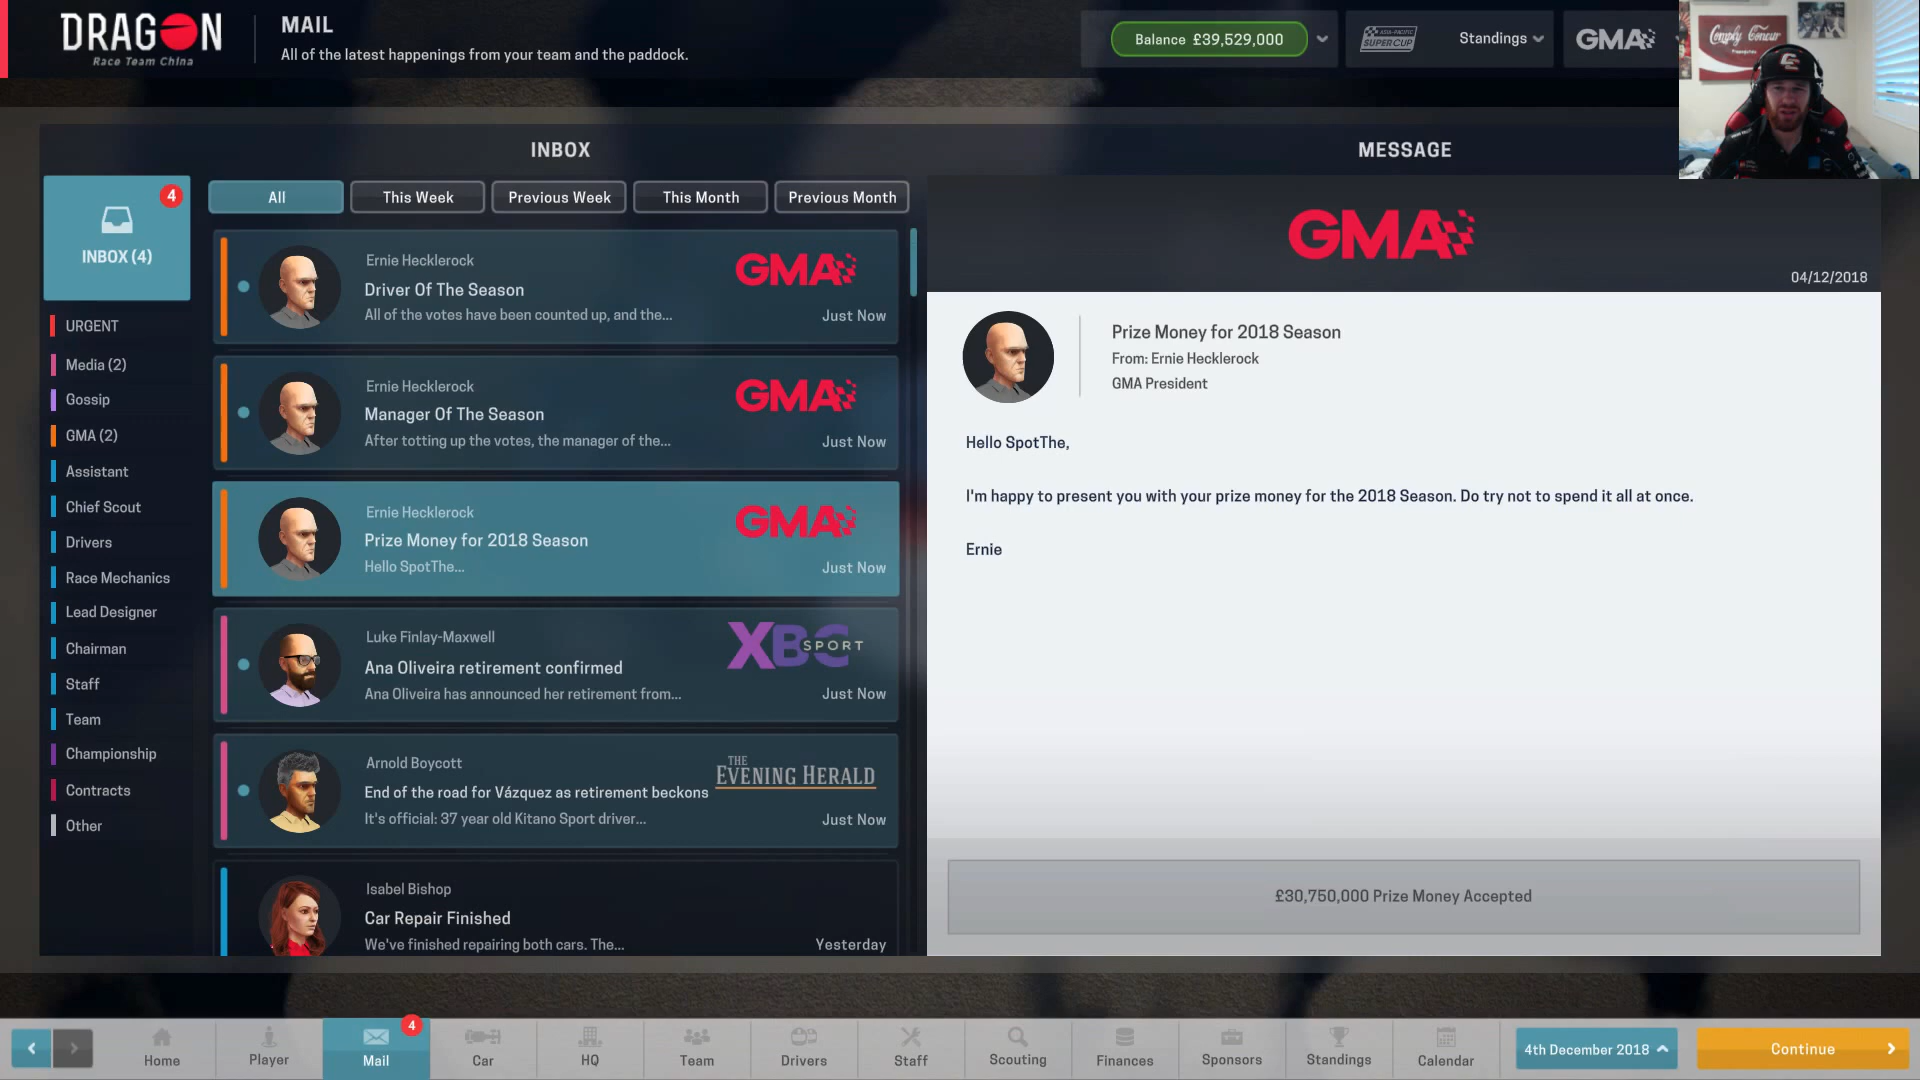 DRAGON
Race Team China
MAIL
All of the latest happenings from your team and the paddock.
Balance £39,529,000
ASIA-PACIFIC
SUPER CUP
Standings
GMA
INBOX
MESSAGE
4
INBOX (4)
All
This Week
Previous Week
This Month
Previous Month
URGENT
Media (2)
Gossip
GMA (2)
Assistant
Chief Scout
Drivers
Race Mechanics
Lead Designer
Chairman
Staff
Team
Championship
Contracts
Other
Ernie Hecklerock
GMA
Driver Of The Season
All of the votes have been counted up, and the...
Just Now
Ernie Hecklerock
GMA
Manager Of The Season
After totting up the votes, the manager of the...
Just Now
Ernie Hecklerock
GMA
Prize Money for 2018 Season
Hello SpotThe...
Just Now
Luke Finlay-Maxwell
XBC SPORT
Ana Oliveira retirement confirmed
Ana Oliveira has announced her retirement from...
Just Now
Arnold Boycott
THE
EVENING HERALD
End of the road for Vázquez as retirement beckons
It's official: 37 year old Kitano Sport driver...
Just Now
Isabel Bishop
Car Repair Finished
We've finished repairing both cars. The...
Yesterday
GMA
04/12/2018
Prize Money for 2018 Season
From: Ernie Hecklerock
GMA President
Hello SpotThe,
I'm happy to present you with your prize money for the 2018 Season. Do try not to spend it all at once.
Ernie
£30,750,000 Prize Money Accepted
Home
Player
4
Mail
Car
HQ
Team
Drivers
Staff
Scouting
Finances
Sponsors
Standings
Calendar
4th December 2018
Continue